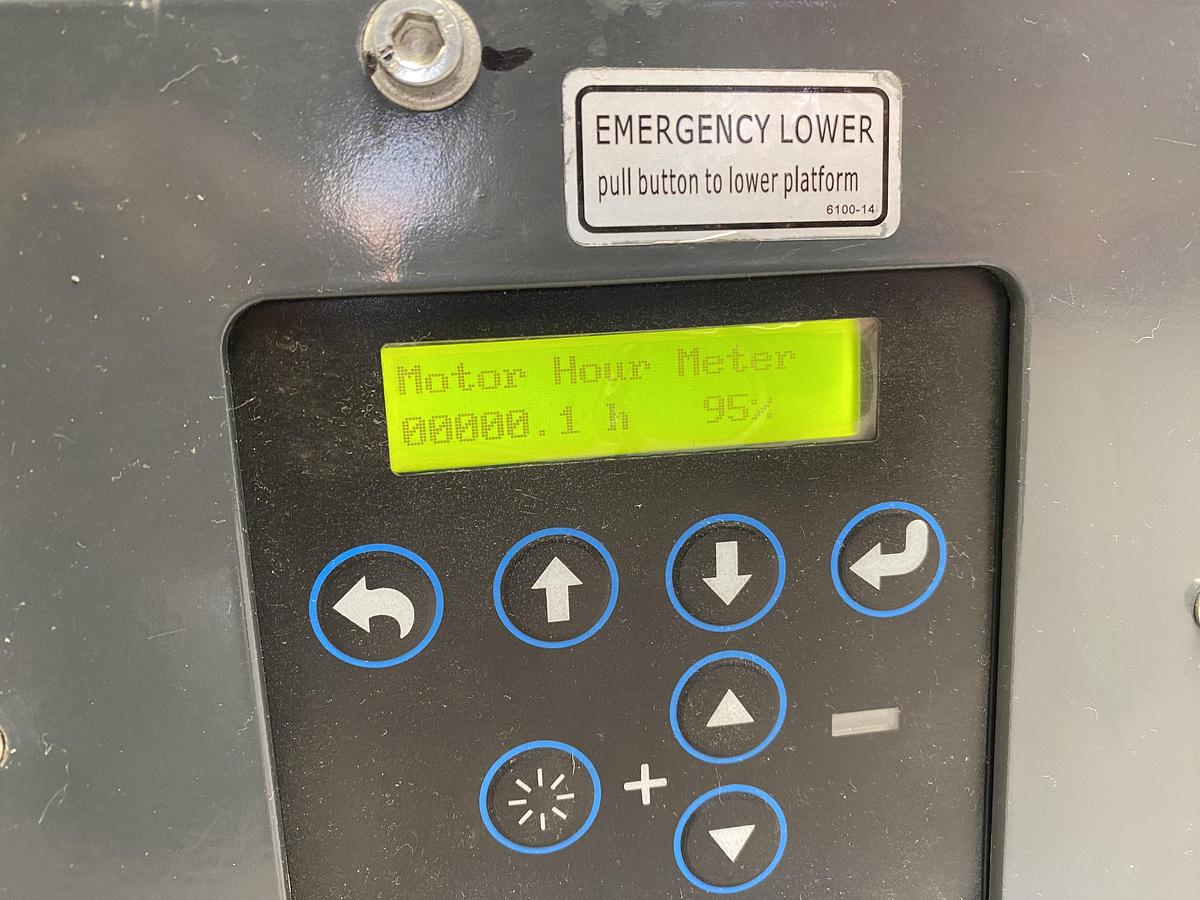 EMERGENCY LOWER
pull button to lower platform
6100-14
Motor Hour Meter
00000.1 h 95%
+